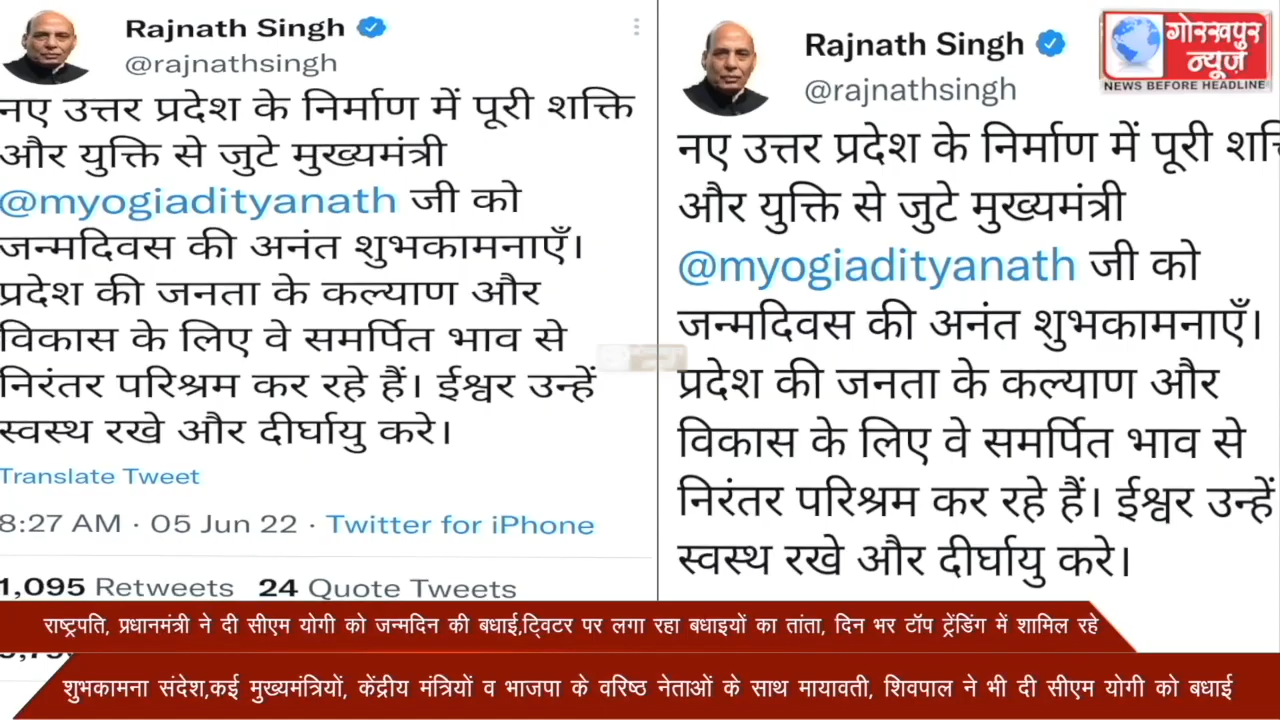 Rajnath Singh
@rajnathsingh
नए उत्तर प्रदेश के निर्माण में पूरी शक्ति
और युक्ति से जुटे मुख्यमंत्री
@myogiadityanath जी को
जन्मदिवस की अनंत शुभकामनाएँ।
प्रदेश की जनता के कल्याण और
विकास के लिए वे समर्पित भाव से
निरंतर परिश्रम कर रहे हैं। ईश्वर उन्हें
स्वस्थ रखे और दीर्घायु करे।
Translate Tweet
8:27 AM · 05 Jun 22 · Twitter for iPhone
1,095 Retweets 24 Quote Tweets
Rajnath Singh
@rajnathsingh
नए उत्तर प्रदेश के निर्माण में पूरी
और युक्ति से जुटे मुख्यमंत्री
@myogiadityanath जी को
जन्मदिवस की अनंत शुभकामनाएँ।
प्रदेश की जनता के कल्याण और
विकास के लिए वे समर्पित भाव से
निरंतर परिश्रम कर रहे हैं। ईश्वर उन्हें
स्वस्थ रखे और दीर्घायु करे।
गोरखपुर
न्यूज़
NEWS BEFORE HEADLINE
राष्ट्रपति, प्रधानमंत्री ने दी सीएम योगी को जन्मदिन की बधाई,ट्विटर पर लगा रहा बधाइयों का तांता, दिन भर टॉप ट्रेंडिंग में शामिल रहे
शुभकामना संदेश,कई मुख्यमंत्रियों, केंद्रीय मंत्रियों व भाजपा के वरिष्ठ नेताओं के साथ मायावती, शिवपाल ने भी दी सीएम योगी को बधाई